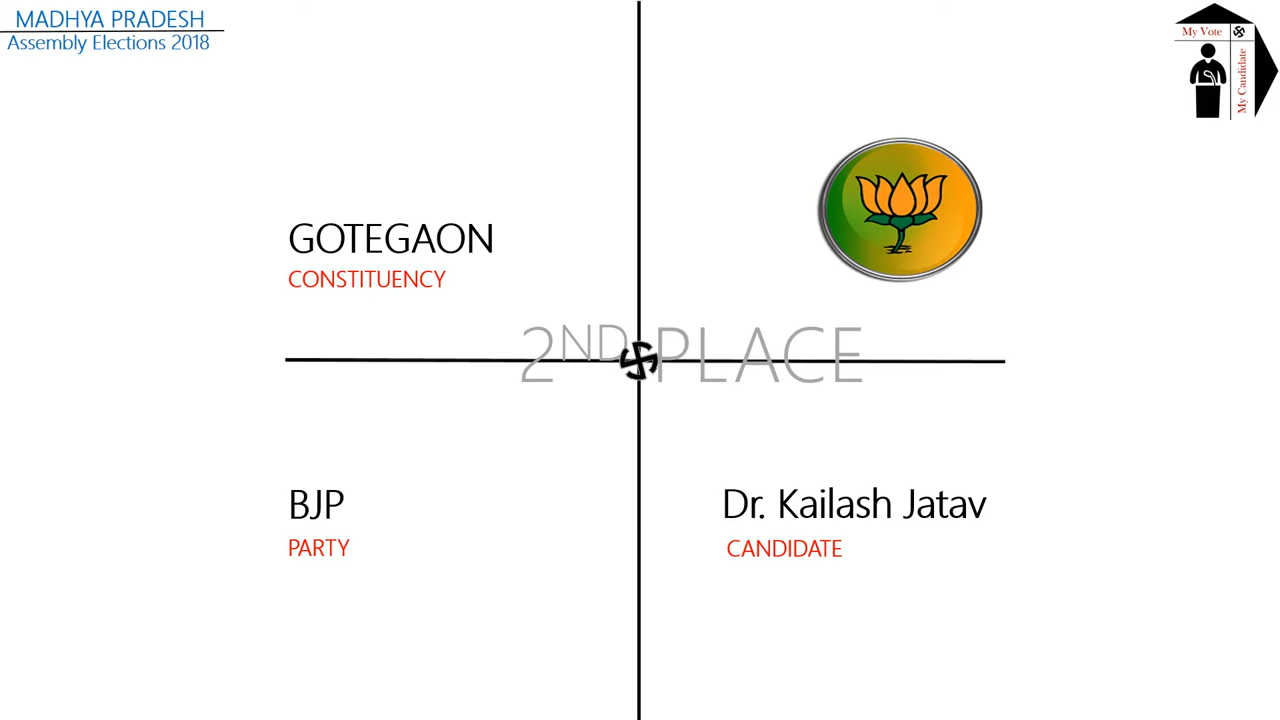 MADHYA PRADESH
Assembly Elections 2018
My Vote
My Candidate
GOTEGAON
CONSTITUENCY
2ND PLACE
BJP
PARTY
Dr. Kailash Jatav
CANDIDATE